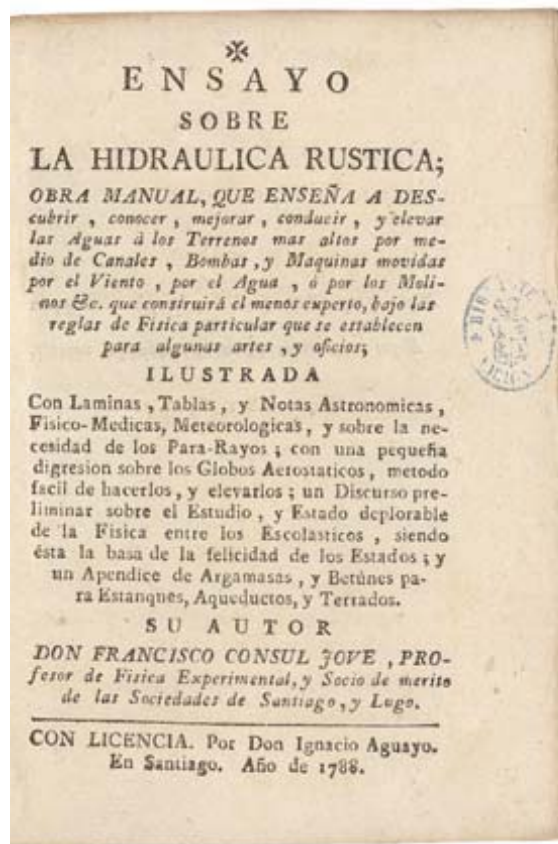 ENSAYO
SOBRE
LA HIDRAULICA RUSTICA;
OBRA MANUAL, QUE ENSEÑA A DES-
cubrir , conocer , mejorar , conducir , y elevar
las Aguas á los Terrenos mas altos por me-
dio de Canales , Bombas , y Maquinas movidas
por el Viento , por el Agua , ó por los Moli-
nos &c. que construirá el menos experto, bajo las
reglas de Fisica particular que se establecen
para algunas artes , y oficios;
ILUSTRADA
Con Laminas , Tablas , y Notas Astronomicas ,
Fisico-Medicas, Meteorologicas, y sobre la ne-
cesidad de los Para-Rayos ; con una pequeña
digresion sobre los Globos Aerostaticos , metodo
facil de hacerlos, y elevarlos ; un Discurso pre-
liminar sobre el Estudio , y Estado deplorable
de la Fisica entre los Escolasticos , siendo
ésta la basa de la felicidad de los Estados ; y
un Apendice de Argamasas , y Betúnes pa-
ra Estanques, Aqueductos, y Terrados.
SU AUTOR
DON FRANCISCO CONSUL JOVE , PRO-
fesor de Fisica Experimental, y Socio de merito
de las Sociedades de Santiago, y Lugo.
CON LICENCIA. Por Don Ignacio Aguayo.
En Santiago. Año de 1788.